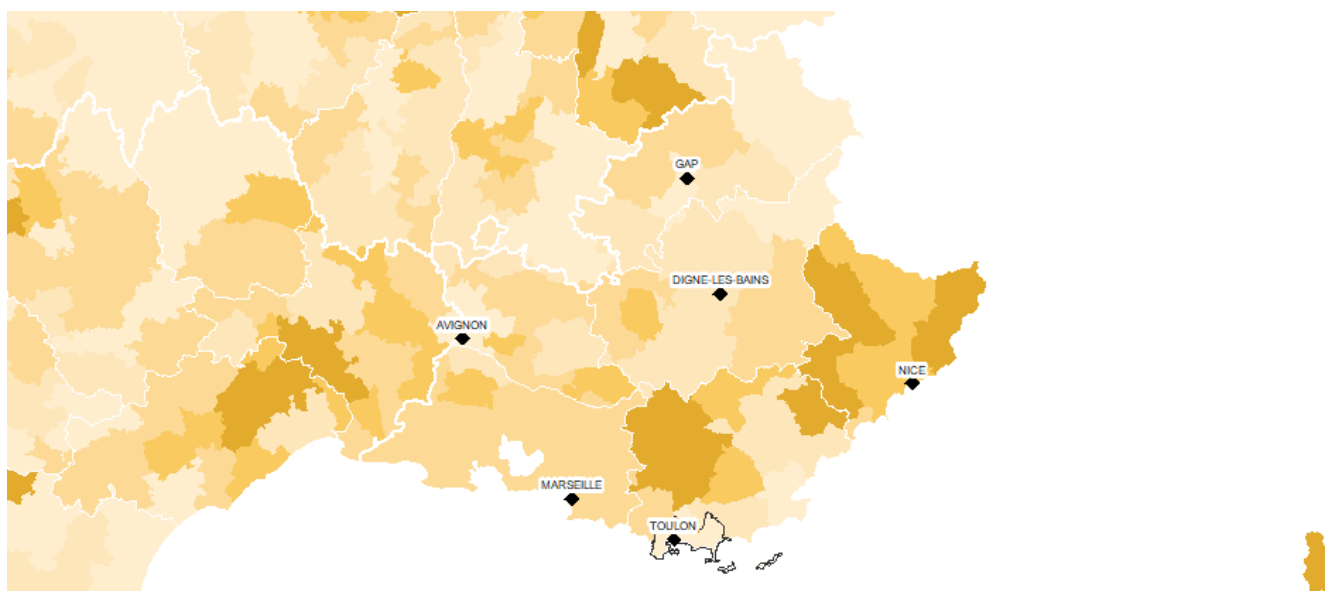 GAP
DIGNE-LES-BAINS
AVIGNON
NICE
MARSEILLE
TOULON